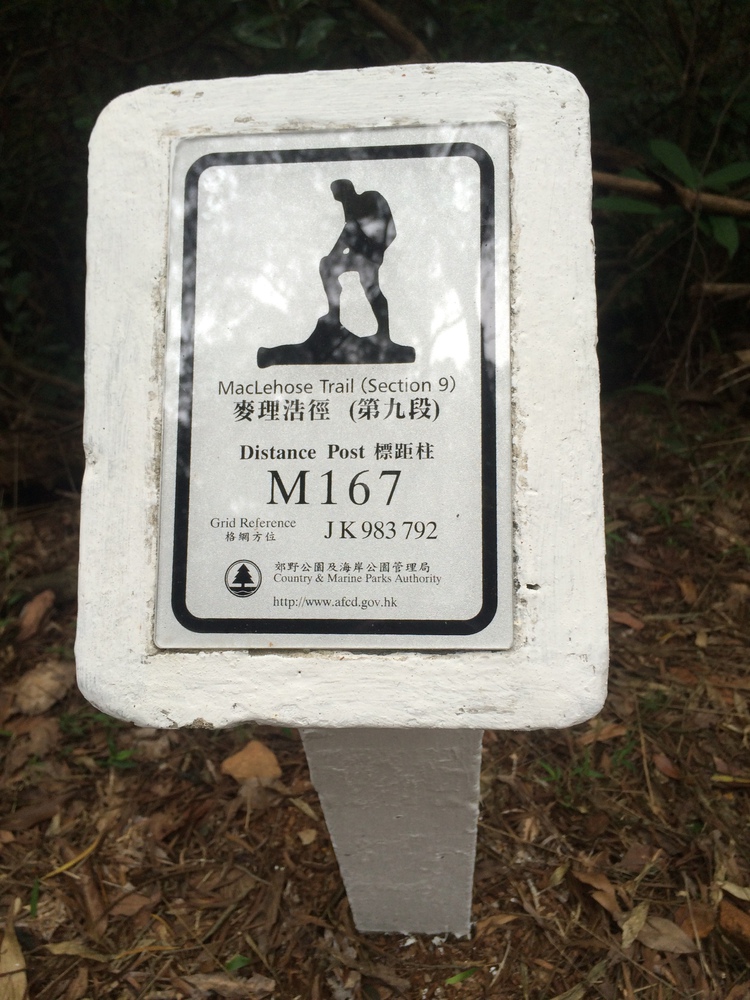 MacLehose Trail (Section 9)
麥理浩徑 (第九段)
Distance Post 標距柱
M167
Grid Reference JK983 792
格網方位
郊野公園及海岸公園管理局
Country & Marine Parks Authority
http://www.afcd.gov.hk